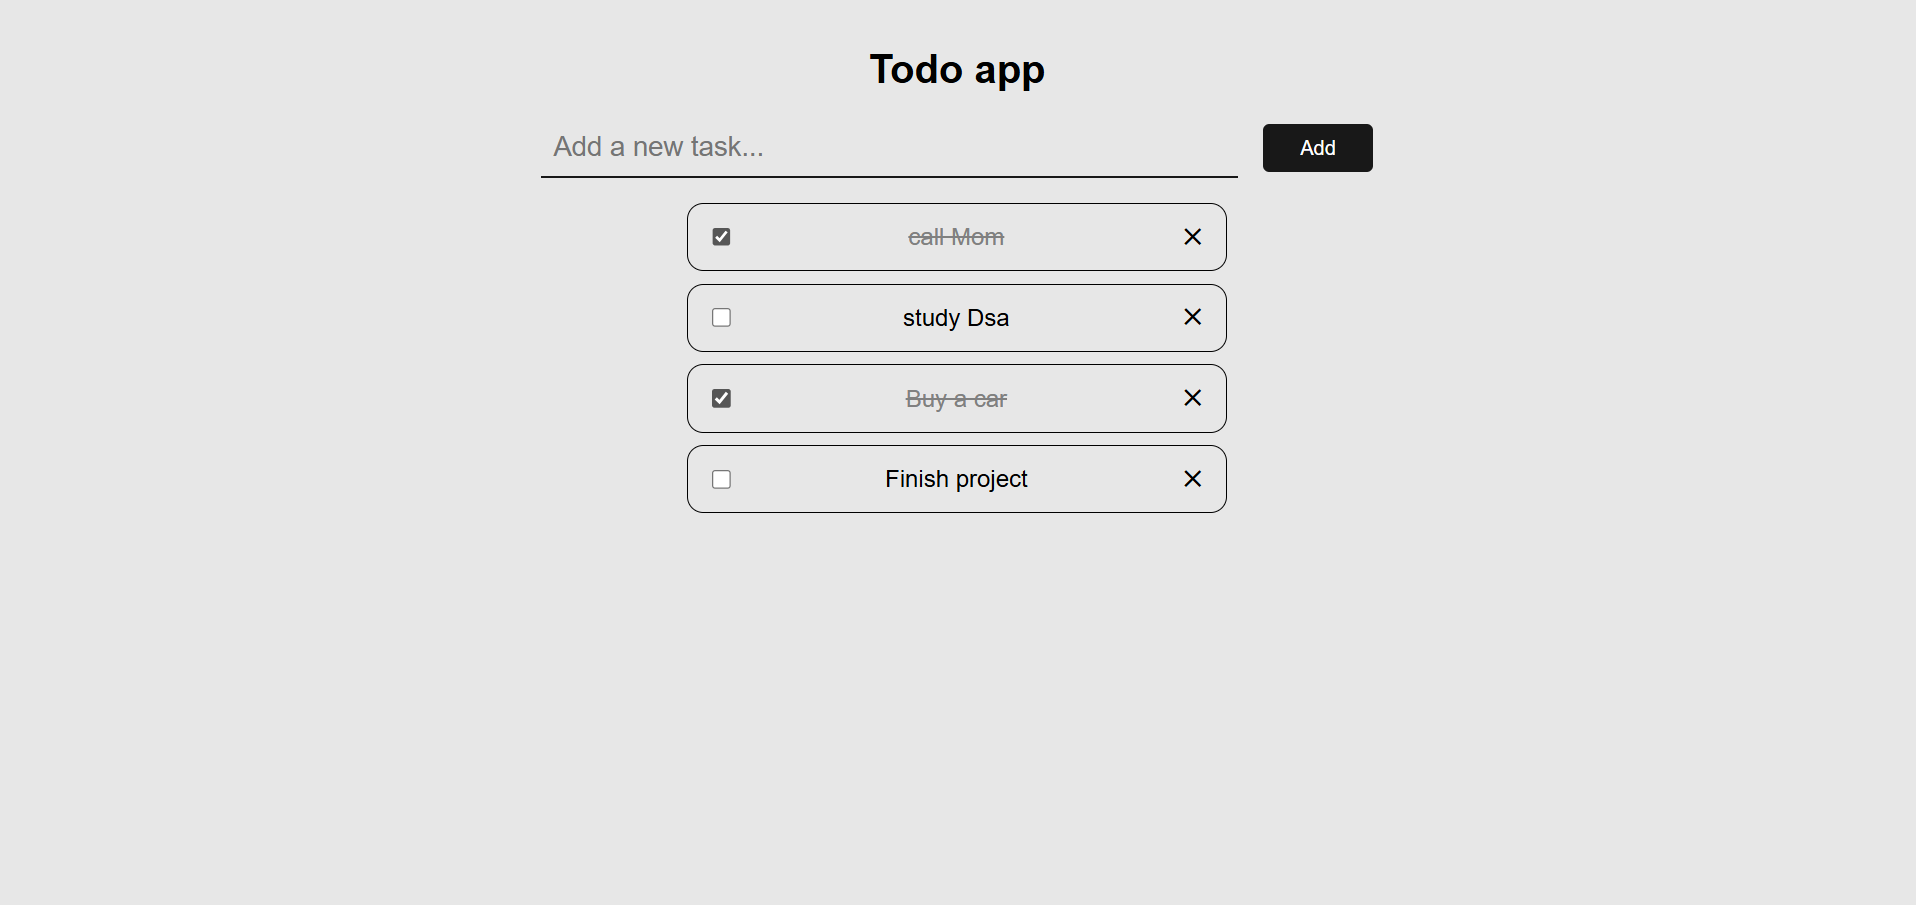 Todo app
Add a new task...
Add
call Mom
study Dsa
Buy a car
Finish project